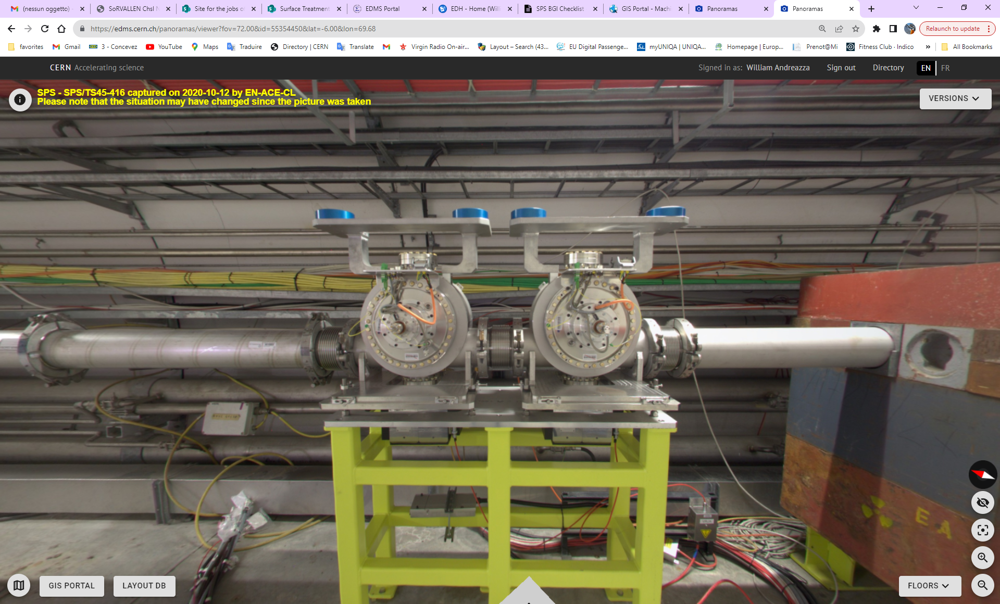 (nessun oggetto)
SoRVALLEN Chsl N
Site for the jobs o
Surface Treatment
EDMS Portal
EDH - Home (Willi
SPS BGI Checklist
GIS Portal - Machi
Panoramas
Panoramas
https://edms.cern.ch/panoramas/viewer?fov=72.00&id=55354450&lat=-6.00&lon=69.68
Relaunch to update
favorites
Gmail
IKEA
3 - Concevez
YouTube
Maps
Traduire
Directory | CERN
Translate
Virgin Radio On-air...
Layout – Search (43...
EU Digital Passenge...
myUNIQA | UNIQA...
Homepage | Europ...
Prenot@Mi
Fitness Club · Indico
»
All Bookmarks
CERN Accelerating science
Signed in as: William Andreazza
Sign out
Directory
EN
FR
SPS - SPS/TS45-416 captured on 2020-10-12 by EN-ACE-CL
Please note that the situation may have changed since the picture was taken
VERSIONS
EA
GIS PORTAL
LAYOUT DB
FLOORS